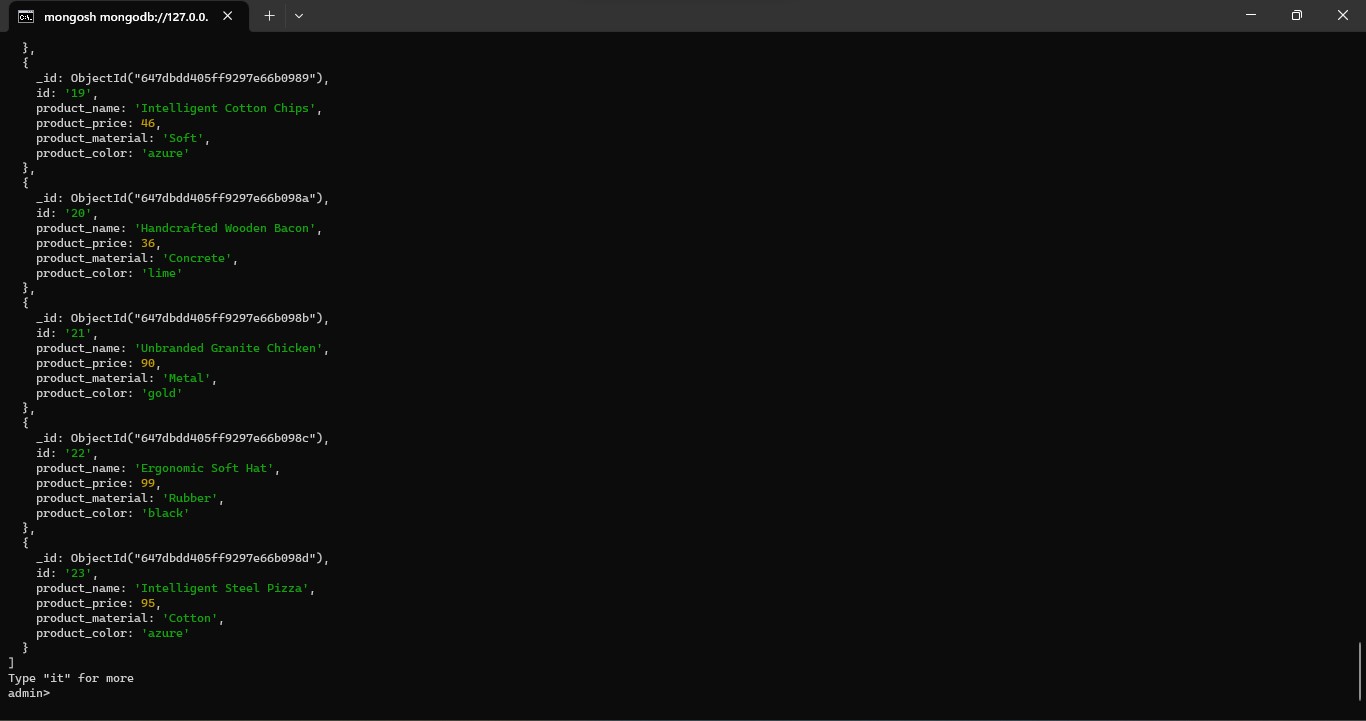 mongosh mongodb://127.0.0.
},
{
_id: ObjectId("647dbdd405ff9297e66b0989"),
id: '19',
product_name: 'Intelligent Cotton Chips',
product_price: 46,
product_material: 'Soft',
product_color: 'azure'
},
{
_id: ObjectId("647dbdd405ff9297e66b098a"),
id: '20',
product_name: 'Handcrafted Wooden Bacon',
product_price: 36,
product_material: 'Concrete',
product_color: 'lime'
},
{
_id: ObjectId("647dbdd405ff9297e66b098b"),
id: '21',
product_name: 'Unbranded Granite Chicken',
product_price: 90,
product_material: 'Metal',
product_color: 'gold'
},
{
_id: ObjectId("647dbdd405ff9297e66b098c"),
id: '22',
product_name: 'Ergonomic Soft Hat',
product_price: 99,
product_material: 'Rubber',
product_color: 'black'
},
{
_id: ObjectId("647dbdd405ff9297e66b098d"),
id: '23',
product_name: 'Intelligent Steel Pizza',
product_price: 95,
product_material: 'Cotton',
product_color: 'azure'
}
]
Type "it" for more
admin>